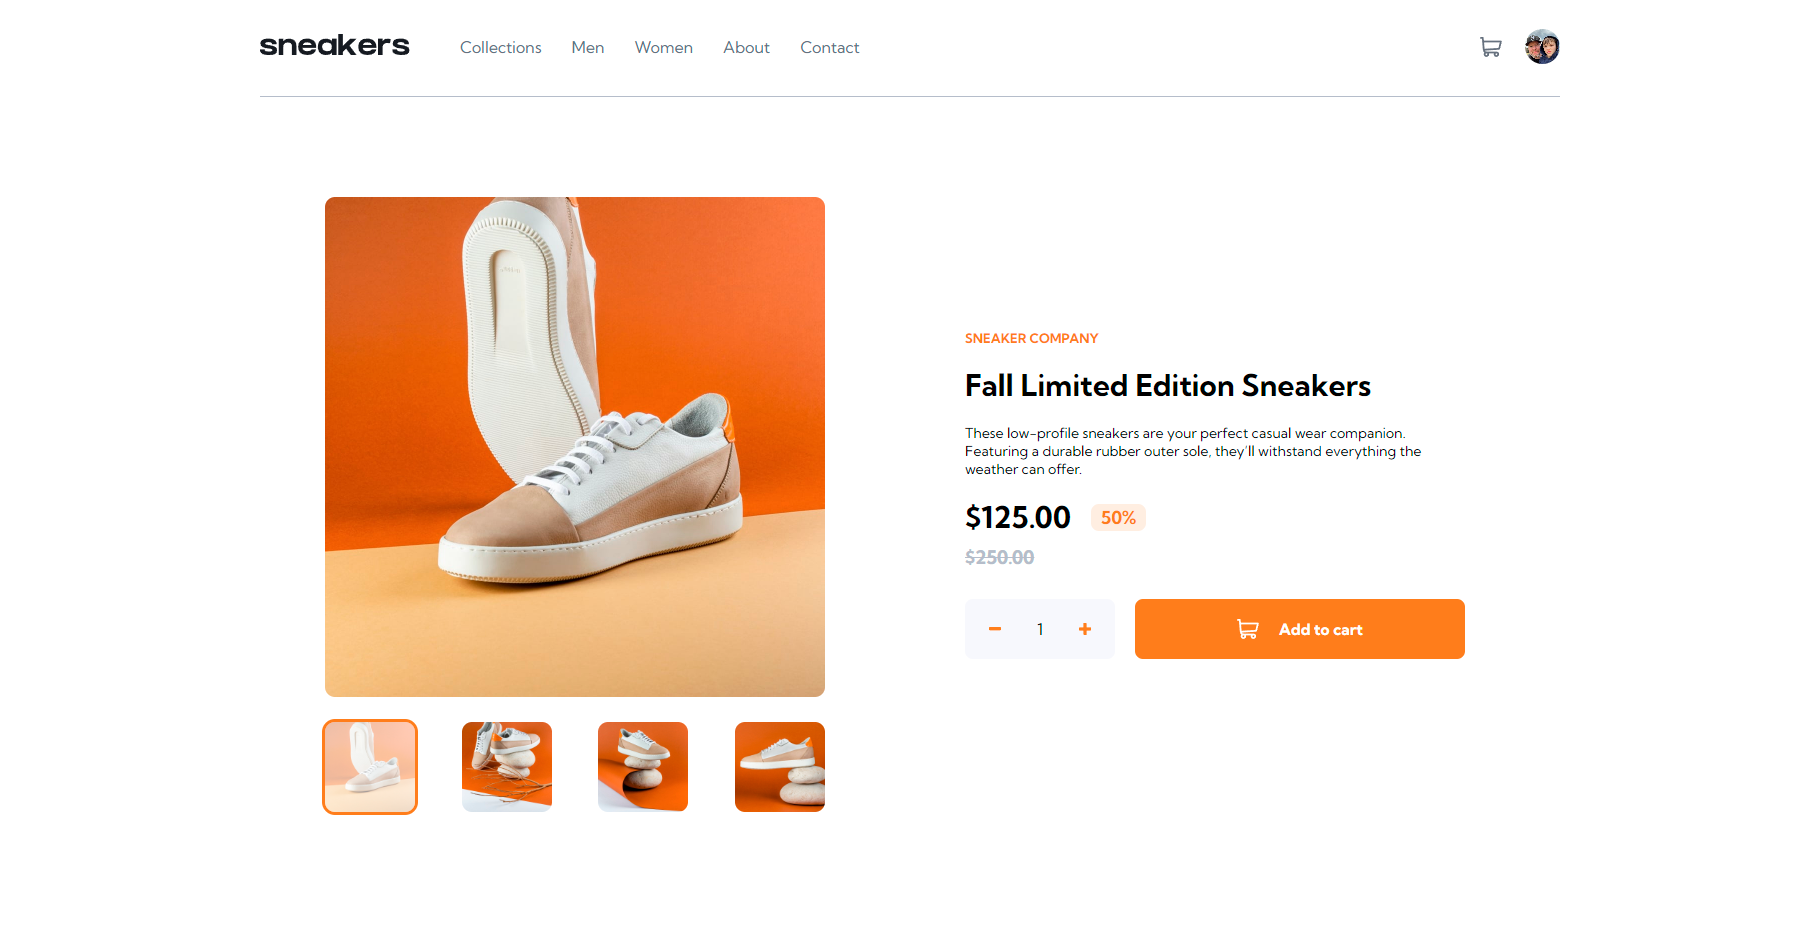 sneakers
Collections Men Women About Contact
SNEAKER COMPANY
Fall Limited Edition Sneakers
These low-profile sneakers are your perfect casual wear companion.
Featuring a durable rubber outer sole, they'll withstand everything the
weather can offer.
$125.00 50%
$250.00
1 Add to cart